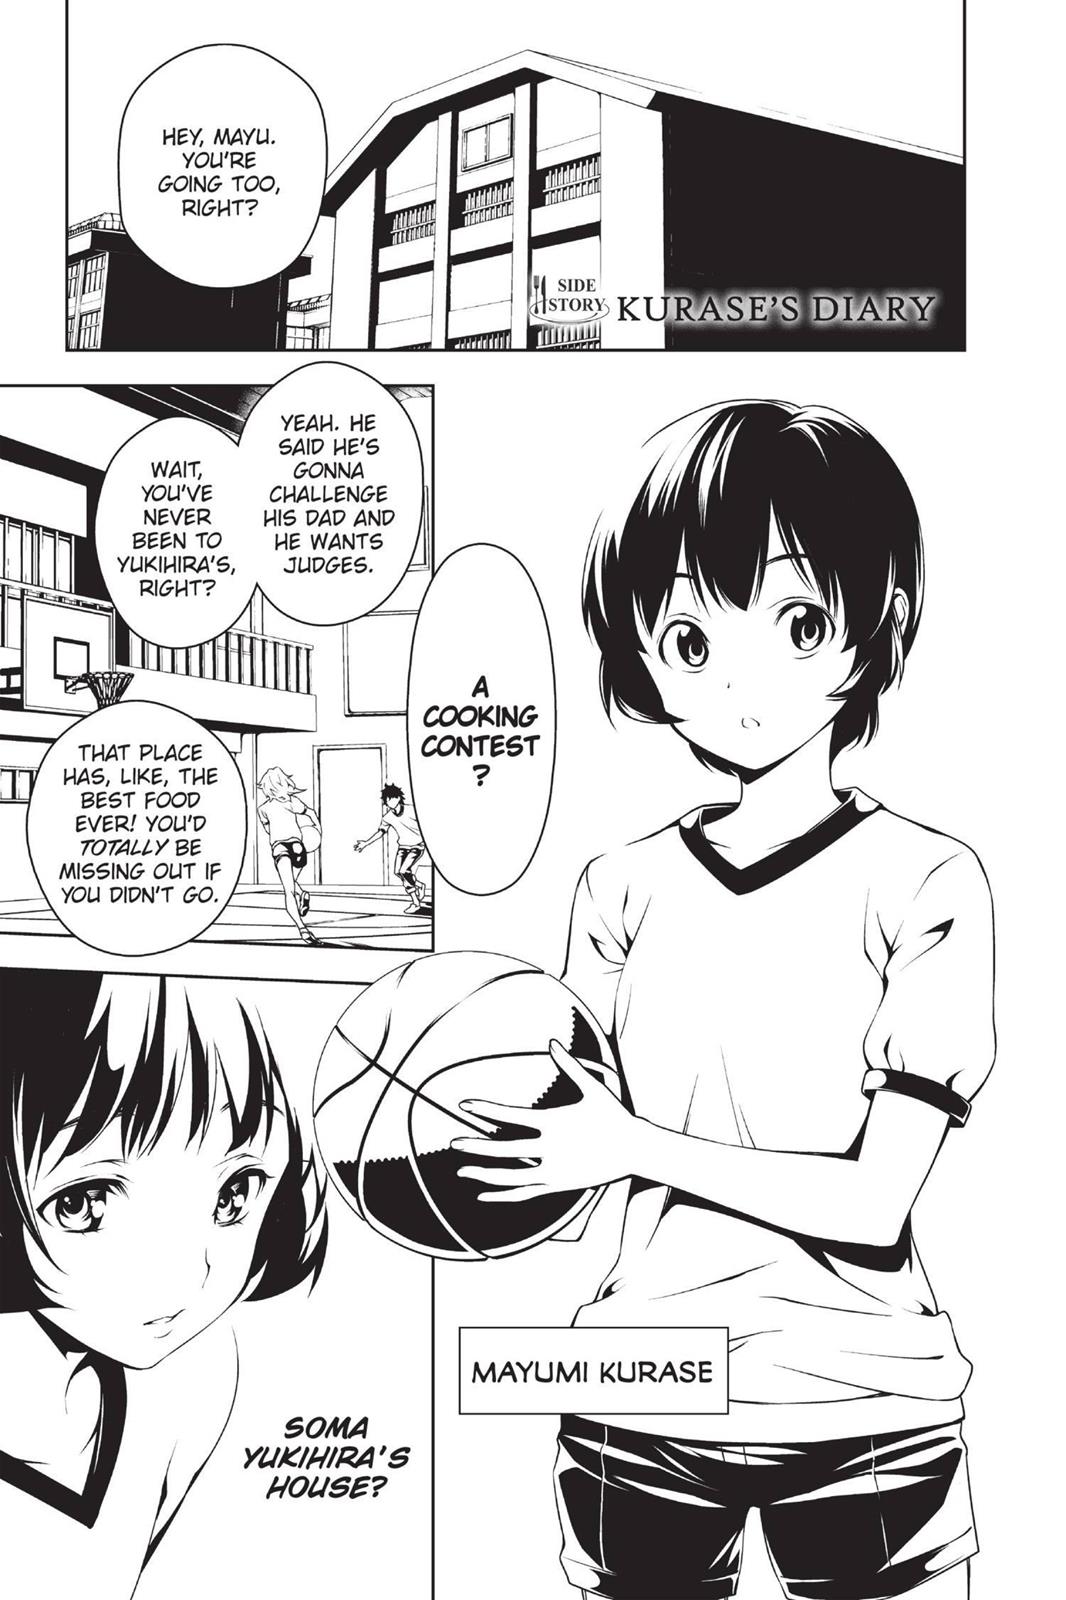 HEY, MAYU.
YOU'RE
GOING TOO,
RIGHT?
SIDE
STORY
KURASE'S DIARY
YEAH. HE
SAID HE'S
GONNA
CHALLENGE
HIS DAD AND
HE WANTS
JUDGES.
WAIT,
YOU'VE
NEVER
BEEN TO
YUKIHIRA'S,
RIGHT?
A
COOKING
CONTEST
?
THAT PLACE
HAS, LIKE, THE
BEST FOOD
EVER! YOU'D
TOTALLY BE
MISSING OUT IF
YOU DIDN'T GO.
MAYUMI KURASE
SOMA
YUKIHIRA'S
HOUSE?